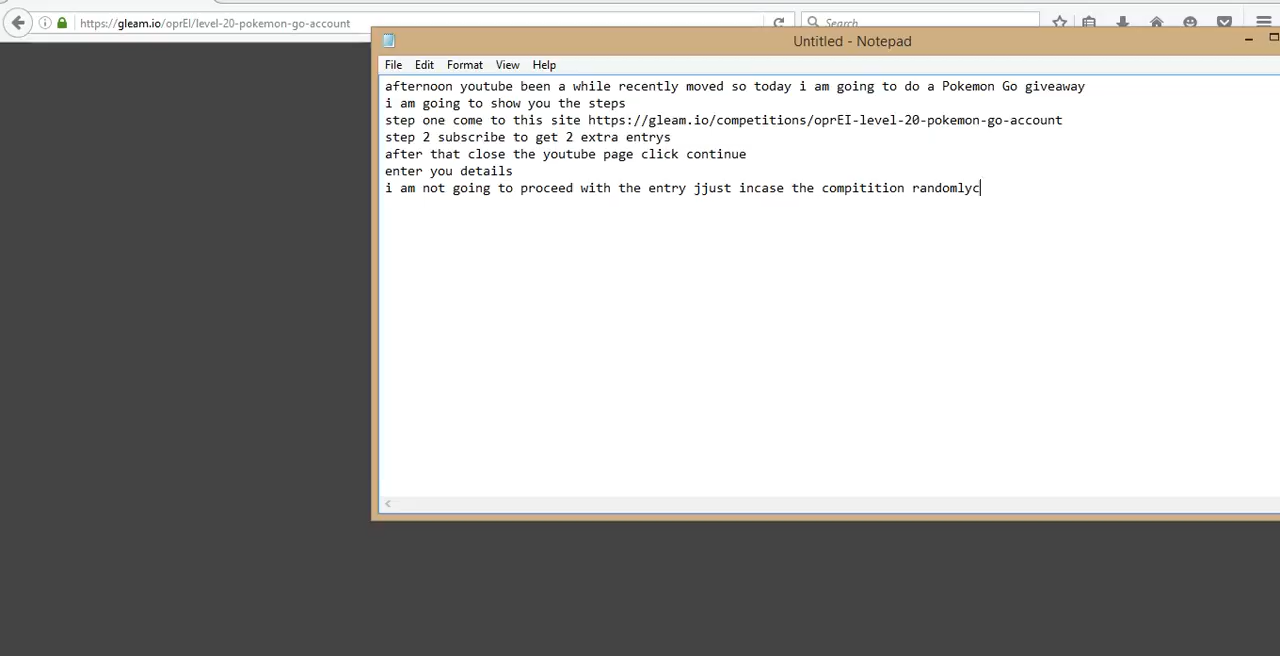 https://gleam.io/oprEI/level-20-pokemon-go-account
Search
Untitled - Notepad
File Edit Format View Help
afternoon youtube been a while recently moved so today i am going to do a Pokemon Go giveaway
i am going to show you the steps
step one come to this site https://gleam.io/competitions/oprEI-level-20-pokemon-go-account
step 2 subscribe to get 2 extra entrys
after that close the youtube page click continue
enter you details
i am not going to proceed with the entry jjust incase the compitition randomlyc